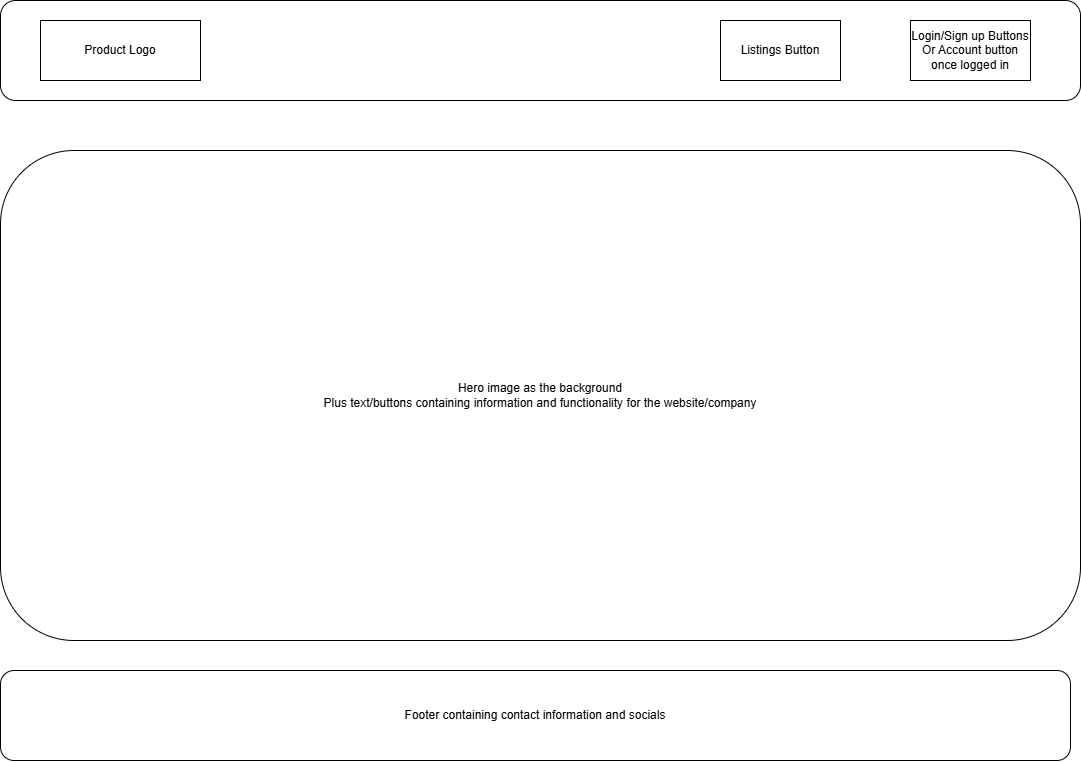 Product Logo
Listings Button
Login/Sign up Buttons
Or Account button
once logged in
Hero image as the background
Plus text/buttons containing information and functionality for the website/company
Footer containing contact information and socials